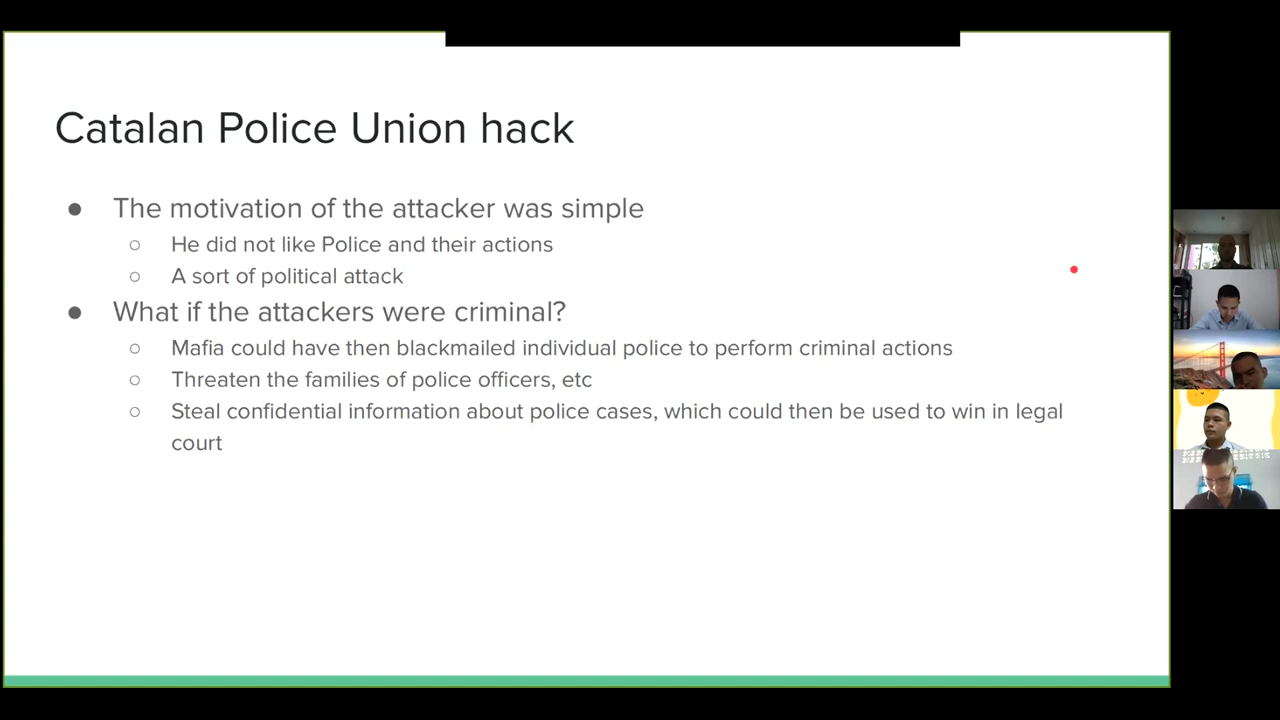 Catalan Police Union hack
● The motivation of the attacker was simple
○ He did not like Police and their actions
○ A sort of political attack
● What if the attackers were criminal?
○ Mafia could have then blackmailed individual police to perform criminal actions
○ Threaten the families of police officers, etc
○ Steal confidential information about police cases, which could then be used to win in legal
court